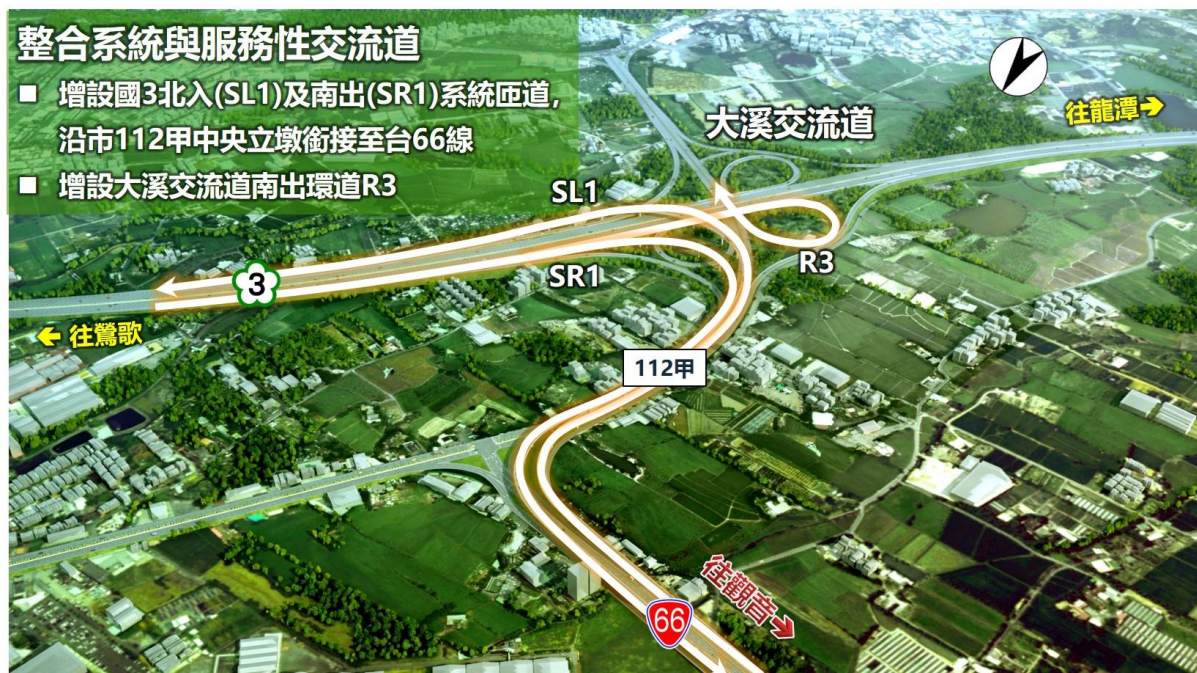 整合系統與服務性交流道
■ 增設國3北入(SL1)及南出(SR1)系統匝道,
沿市112甲中央立墩銜接至台66線
■ 增設大溪交流道南出環道R3
大溪交流道
往龍潭→
SL1
R3
SR1
3
← 往鶯歌
112甲
往觀音→
66